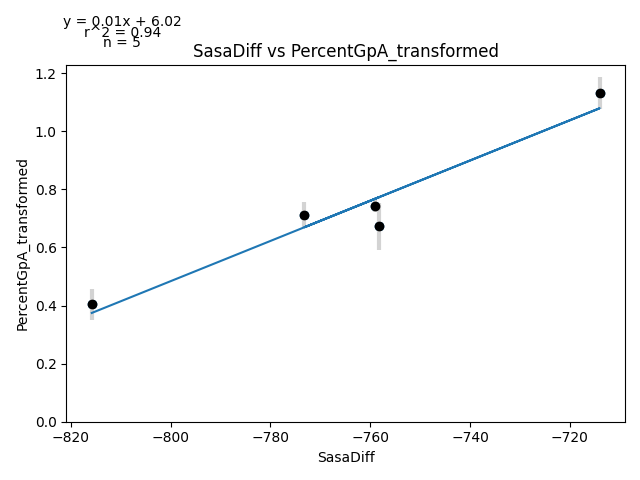 y = 0.01x + 6.02
r^2 = 0.94
n = 5
SasaDiff vs PercentGpA_transformed
1.2
1.0
0.8
0.6
0.4
0.2
0.0
PercentGpA_transformed
−820 −800 −780 −760 −740 −720
SasaDiff